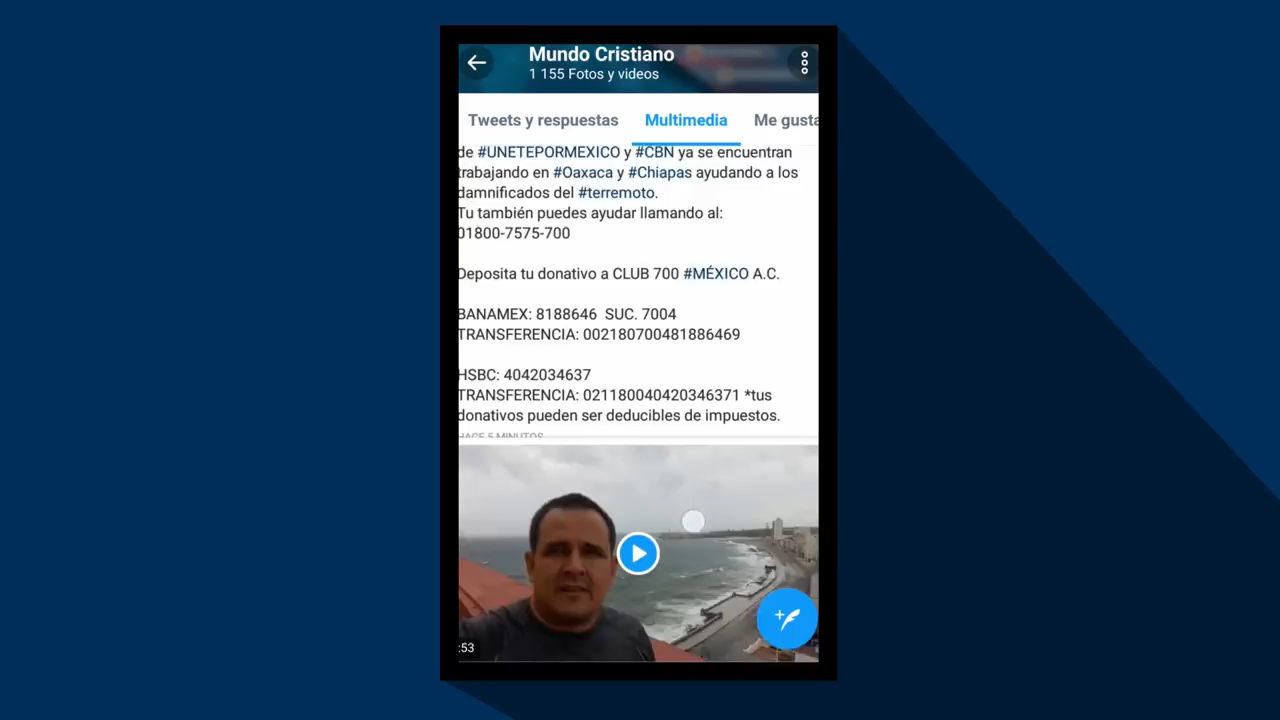 Mundo Cristiano
1 155 Fotos y videos
Tweets y respuestas Multimedia Me gusta
de #UNETEPORMEXICO y #CBN ya se encuentran
trabajando en #Oaxaca y #Chiapas ayudando a los
damnificados del #terremoto.
Tu también puedes ayudar llamando al:
01800-7575-700
Deposita tu donativo a CLUB 700 #MÉXICO A.C.
BANAMEX: 8188646 SUC. 7004
TRANSFERENCIA: 002180700481886469
HSBC: 4042034637
TRANSFERENCIA: 021180040420346371 *tus
donativos pueden ser deducibles de impuestos.
HACE 5 MINUTOS
:53